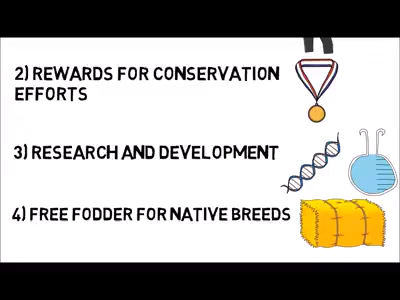 2) REWARDS FOR CONSERVATION
EFFORTS
3) RESEARCH AND DEVELOPMENT
4) FREE FODDER FOR NATIVE BREEDS